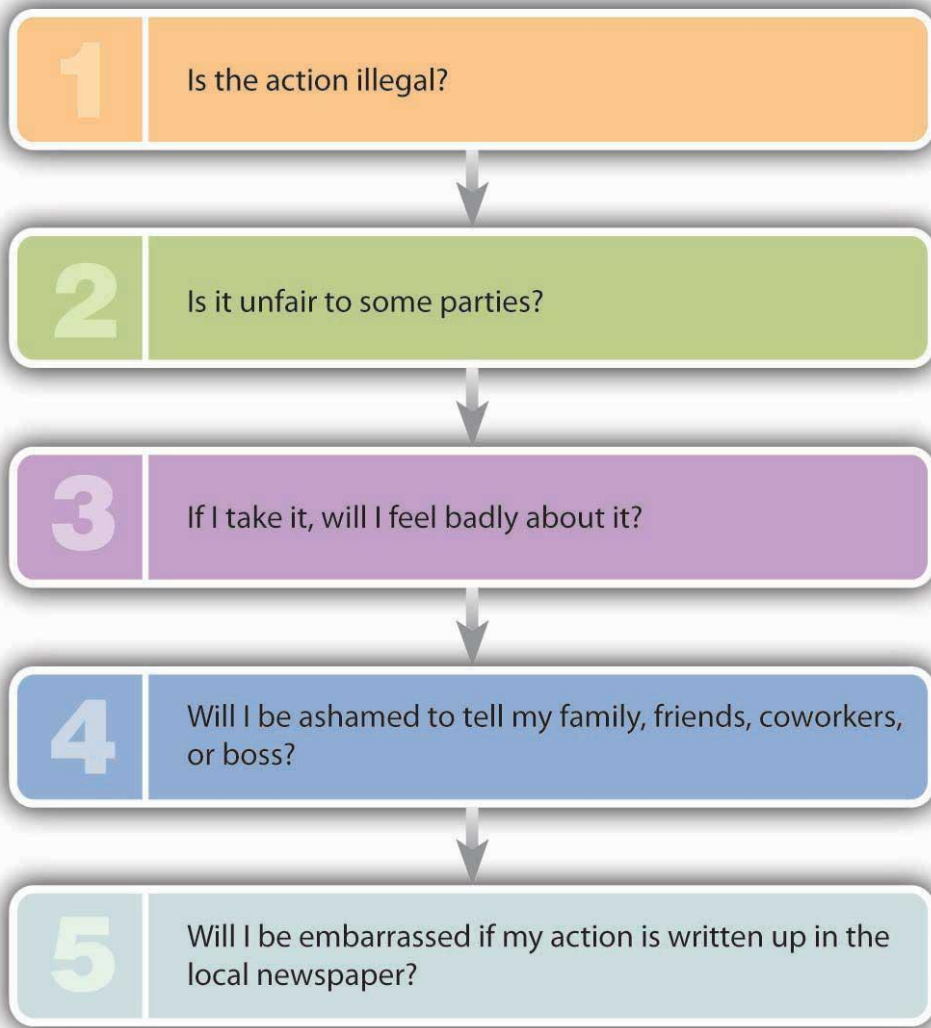 1
Is the action illegal?
2
Is it unfair to some parties?
3
If I take it, will I feel badly about it?
4
Will I be ashamed to tell my family, friends, coworkers,
or boss?
5
Will I be embarrassed if my action is written up in the
local newspaper?